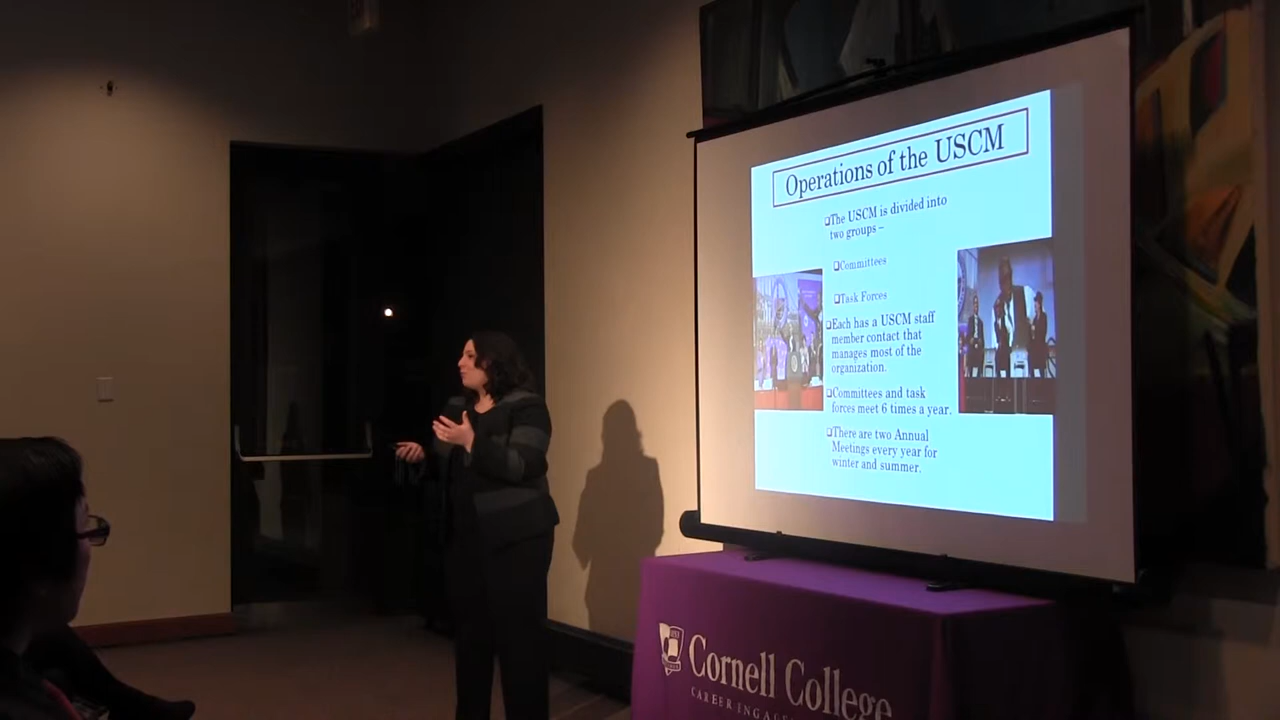 Operations of the USCM
❑The USCM is divided into
two groups –
❑Committees
❑Task Forces
❑Each has a USCM staff
member contact that
manages most of the
organization.
❑Committees and task
forces meet 6 times a year.
❑There are two Annual
Meetings every year for
winter and summer.
Cornell College
CAREER